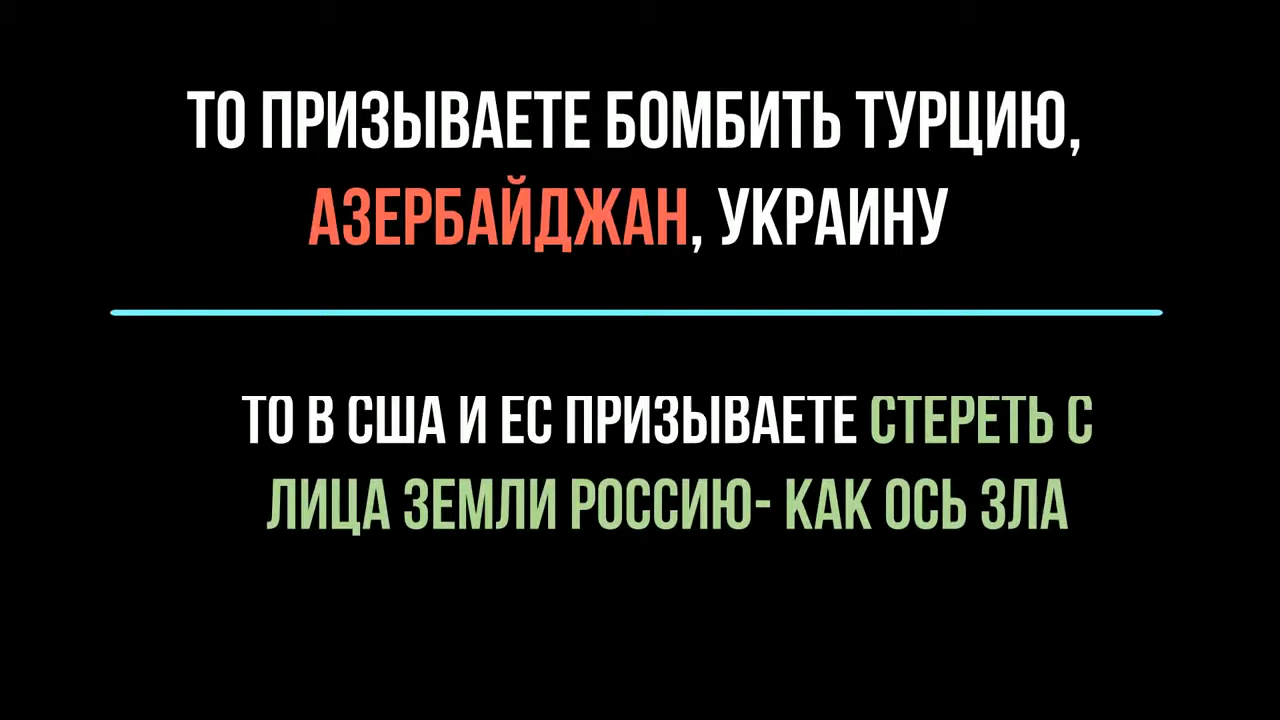 ТО ПРИЗЫВАЕТЕ БОМБИТЬ ТУРЦИЮ,
АЗЕРБАЙДЖАН, УКРАИНУ
ТО В США И ЕС ПРИЗЫВАЕТЕ СТЕРЕТЬ С
ЛИЦА ЗЕМЛИ РОССИЮ- КАК ОСЬ ЗЛА